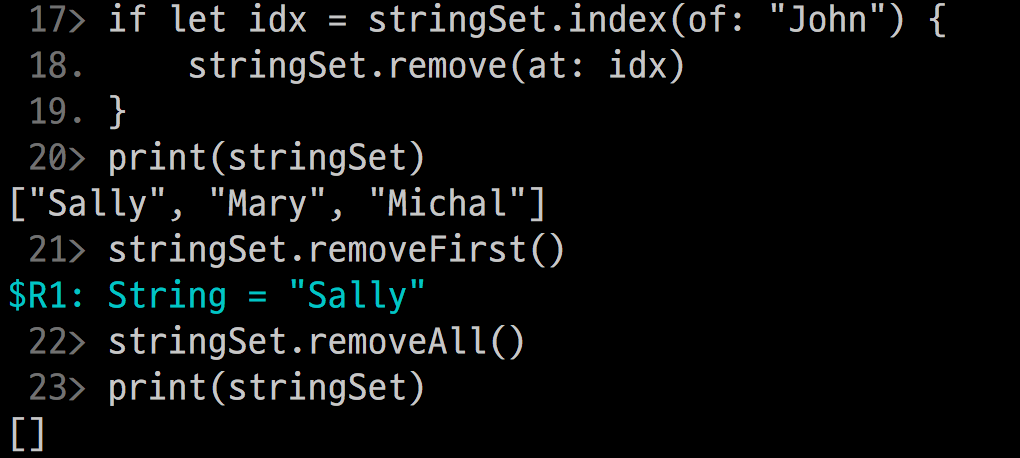 17> if let idx = stringSet.index(of: "John") {
18.     stringSet.remove(at: idx)
19. }
20> print(stringSet)
["Sally", "Mary", "Michal"]
21> stringSet.removeFirst()
$R1: String = "Sally"
22> stringSet.removeAll()
23> print(stringSet)
[]